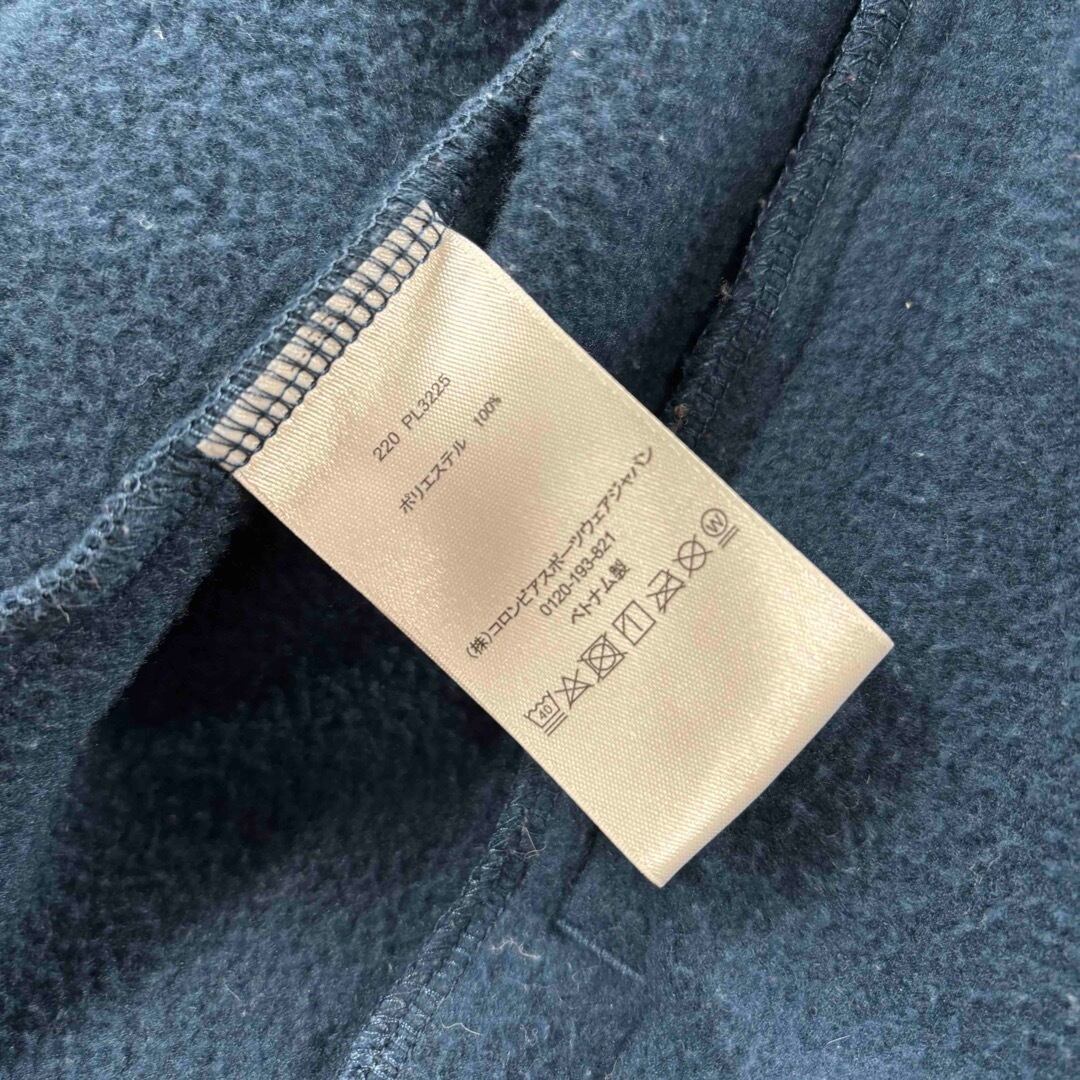 220 PL3225
ポリエステル 100%
(株)コロンビアスポーツウェアジャパン
0120-193-821
ベトナム製
40 W